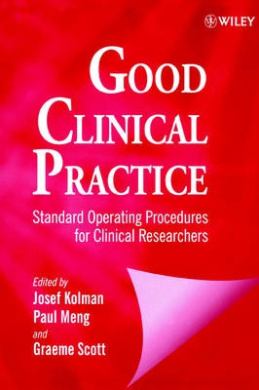 WILEY
GOOD
CLINICAL
PRACTICE
Standard Operating Procedures
for Clinical Researchers
Edited by
Josef Kolman
Paul Meng
and
Graeme Scott